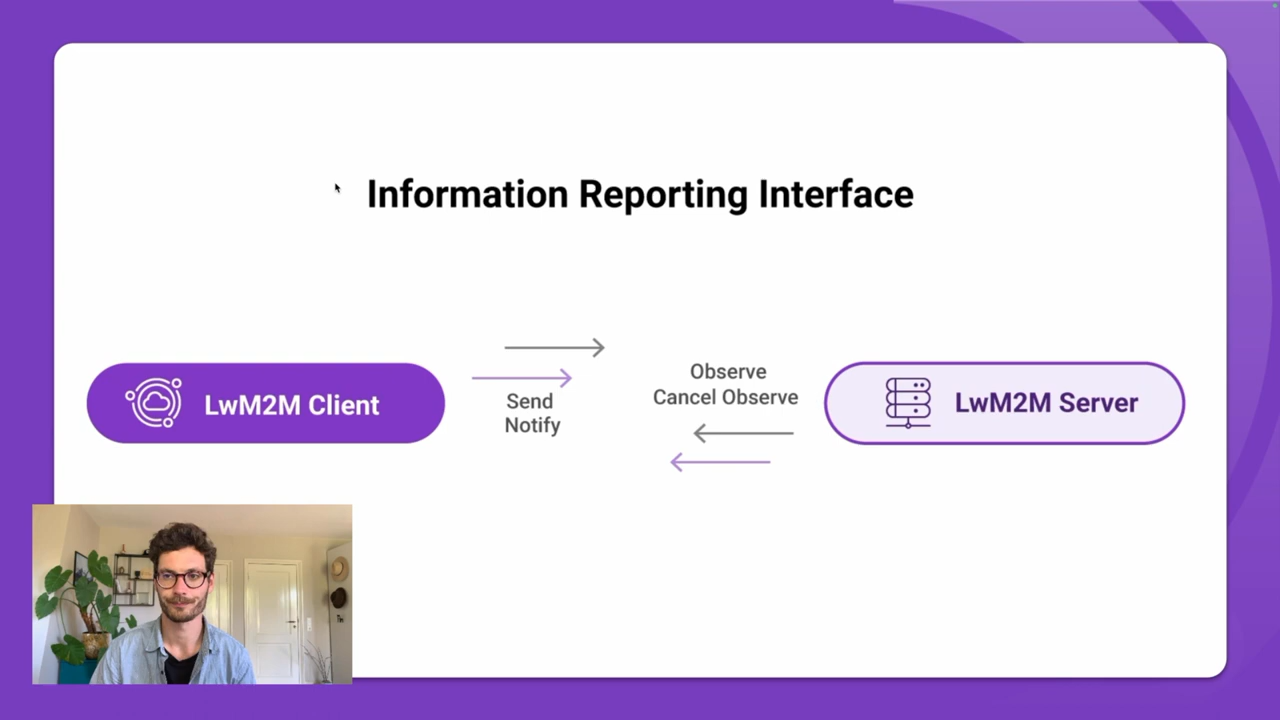 Information Reporting Interface
LwM2M Client
Send
Notify
Observe
Cancel Observe
LwM2M Server